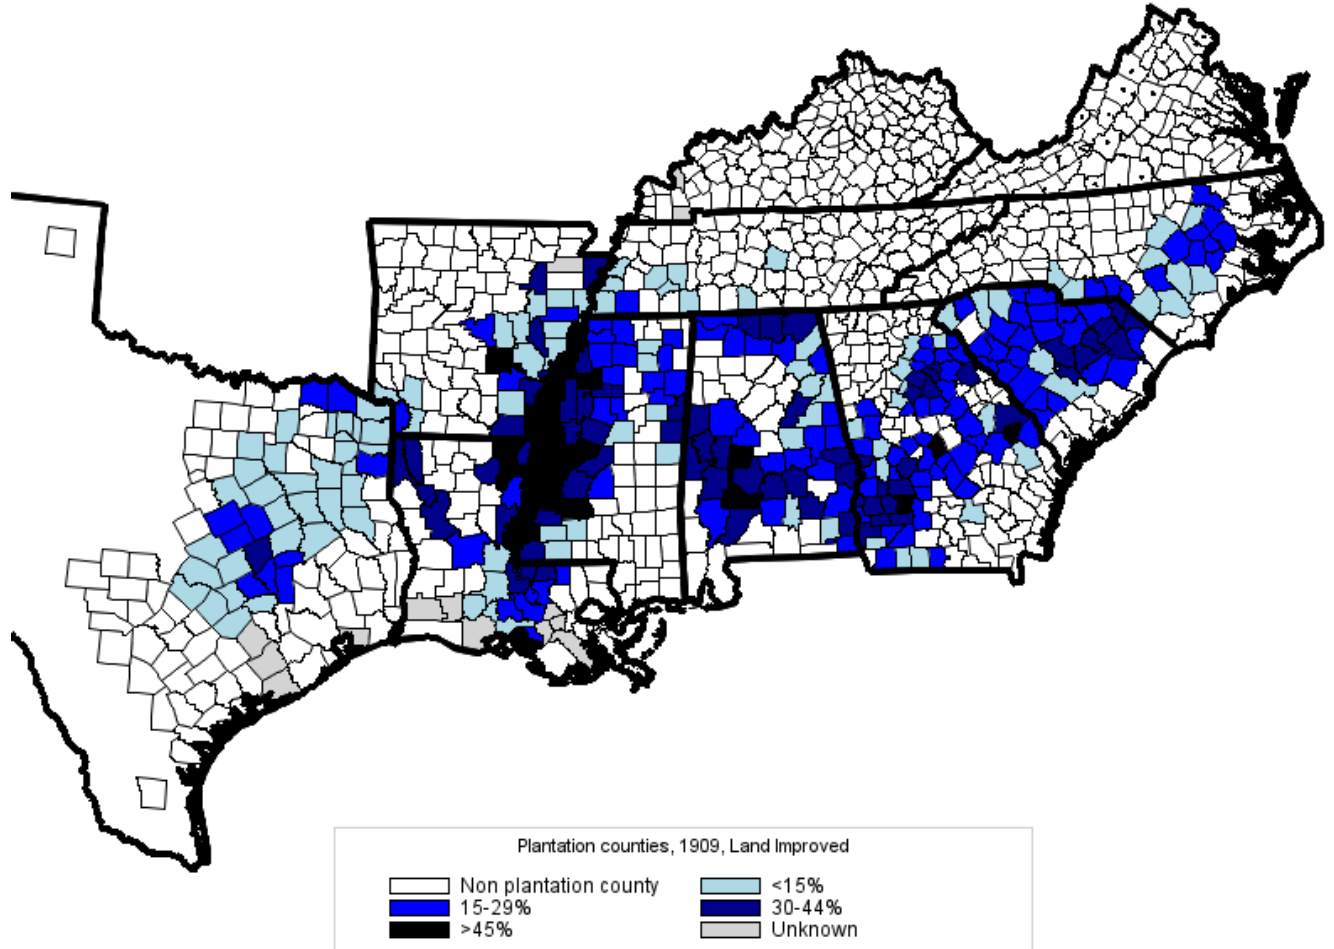 Plantation counties, 1909, Land Improved
Non plantation county <15%
15-29% 30-44%
>45% Unknown